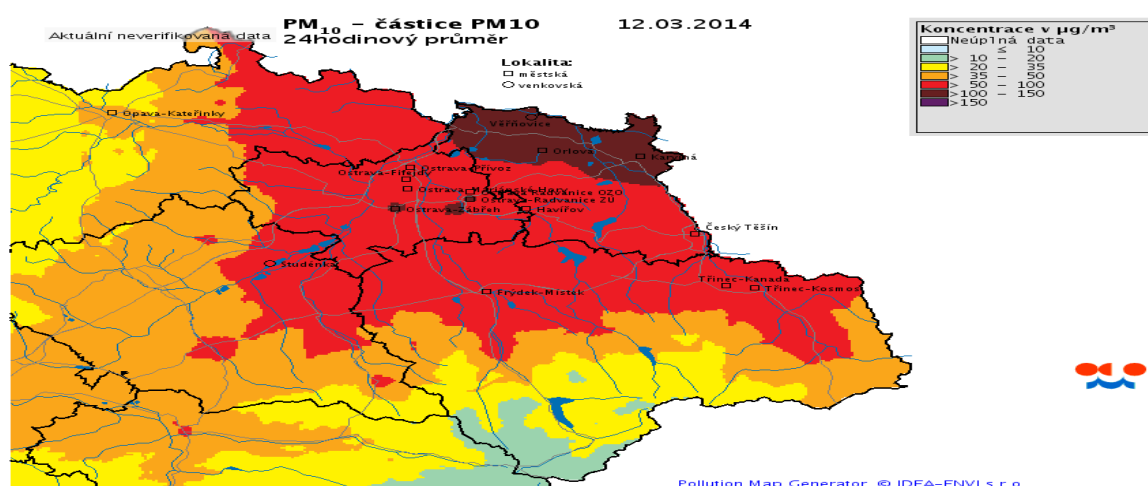 PM10 – částice PM10 12.03.2014
Aktuální neverifikovaná data
24hodinový průměr
Lokalita:
městská
venkovská
Koncentrace v µg/m³
Neúplná data
≤ 10
> 10 – 20
> 20 – 35
> 35 – 50
> 50 – 100
>100 – 150
>150
Opava-Kateřinky
Věřňovice
Orlová
Karviná
Ostrava-Přívoz
Ostrava-Fifejdy
Ostrava-Mariánské Hory
Ostrava-Radvanice OZO
Ostrava-Radvanice ZÚ
Ostrava-Zábřeh
Havířov
Český Těšín
Studénka
Třinec-Kanada
Třinec-Kosmos
Frýdek-Místek
Pollution Map Generator © IDEA-ENVI s.r.o.